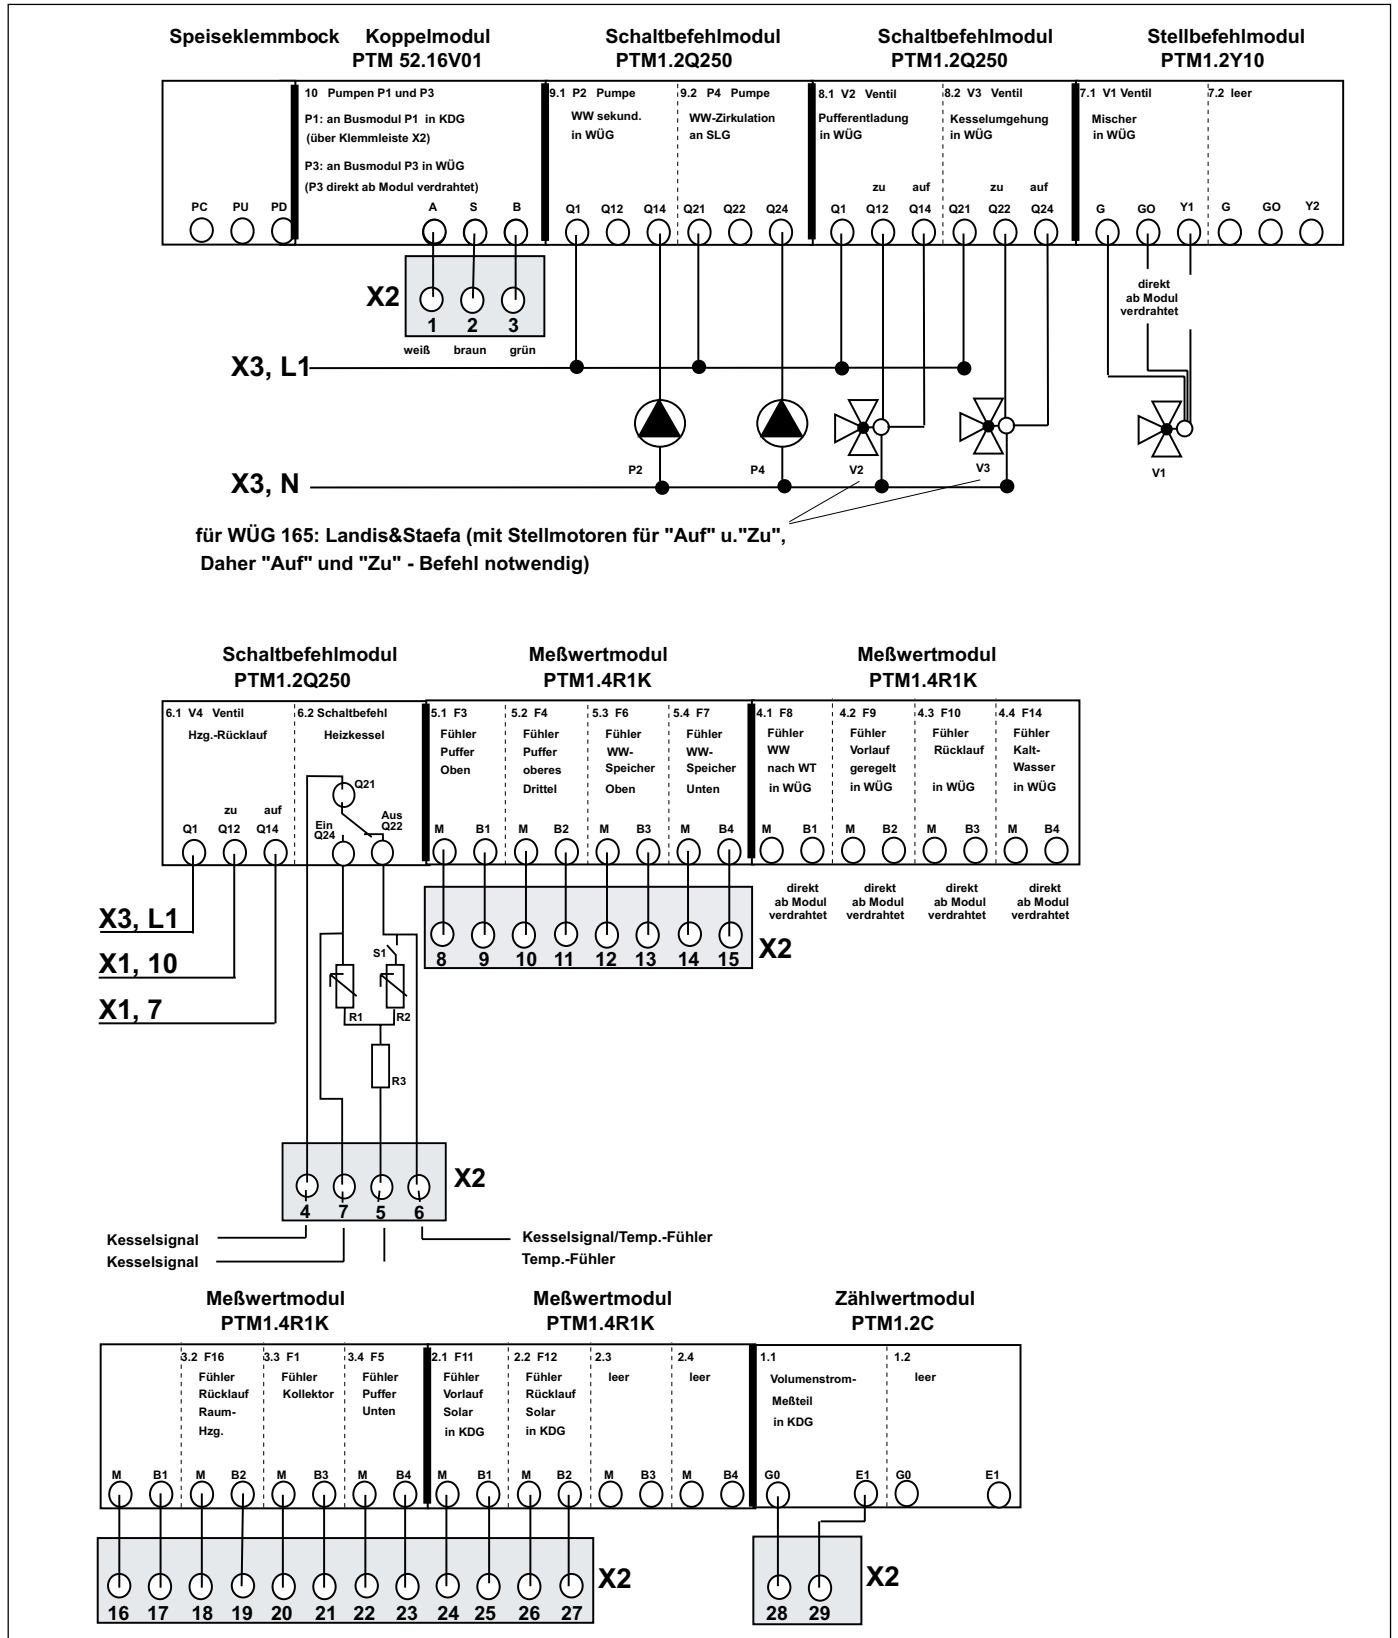 Speiseklemmbock Koppelmodul Schaltbefehlmodul Schaltbefehlmodul Stellbefehlmodul
PTM 52.16V01 PTM1.2Q250 PTM1.2Q250 PTM1.2Y10
10 Pumpen P1 und P3
P1: an Busmodul P1 in KDG
(über Klemmleiste X2)
P3: an Busmodul P3 in WÜG
(P3 direkt ab Modul verdrahtet)
9.1 P2 Pumpe
WW sekund.
in WÜG
9.2 P4 Pumpe
WW-Zirkulation
an SLG
8.1 V2 Ventil
Pufferentladung
in WÜG
8.2 V3 Ventil
Kesselumgehung
in WÜG
7.1 V1 Ventil
Mischer
in WÜG
7.2 leer
zu auf zu auf
PC PU PD A S B Q1 Q12 Q14 Q21 Q22 Q24 Q1 Q12 Q14 Q21 Q22 Q24 G GO Y1 G GO Y2
X2
1 2 3
weiß braun grün
direkt
ab Modul
verdrahtet
X3, L1
P2 P4 V2 V3 V1
X3, N
für WÜG 165: Landis&Staefa (mit Stellmotoren für "Auf" u."Zu",
Daher "Auf" und "Zu" - Befehl notwendig)
Schaltbefehlmodul Meßwertmodul Meßwertmodul
PTM1.2Q250 PTM1.4R1K PTM1.4R1K
6.1 V4 Ventil
Hzg.-Rücklauf
6.2 Schaltbefehl
Heizkessel
5.1 F3
Fühler
Puffer
Oben
5.2 F4
Fühler
Puffer
oberes
Drittel
5.3 F6
Fühler
WW-
Speicher
Oben
5.4 F7
Fühler
WW-
Speicher
Unten
4.1 F8
Fühler
WW
nach WT
in WÜG
4.2 F9
Fühler
Vorlauf
geregelt
in WÜG
4.3 F10
Fühler
Rücklauf
in WÜG
4.4 F14
Fühler
Kalt-
Wasser
in WÜG
Q21
zu auf
Q1 Q12 Q14
Ein
Q24
Aus
Q22
M B1 M B2 M B3 M B4 M B1 M B2 M B3 M B4
direkt
ab Modul
verdrahtet
direkt
ab Modul
verdrahtet
direkt
ab Modul
verdrahtet
direkt
ab Modul
verdrahtet
X3, L1
X1, 10
X1, 7
8 9 10 11 12 13 14 15
X2
S1
R1 R2
R3
X2
4 7 5 6
Kesselsignal
Kesselsignal
Kesselsignal/Temp.-Fühler
Temp.-Fühler
Meßwertmodul Meßwertmodul Zählwertmodul
PTM1.4R1K PTM1.4R1K PTM1.2C
3.2 F16
Fühler
Rücklauf
Raum-
Hzg.
3.3 F1
Fühler
Kollektor
3.4 F5
Fühler
Puffer
Unten
2.1 F11
Fühler
Vorlauf
Solar
in KDG
2.2 F12
Fühler
Rücklauf
Solar
in KDG
2.3
leer
2.4
leer
1.1
Volumenstrom-
Meßteil
in KDG
1.2
leer
M B1 M B2 M B3 M B4 M B1 M B2 M B3 M B4 G0 E1 G0 E1
X2
16 17 18 19 20 21 22 23 24 25 26 27
X2
28 29